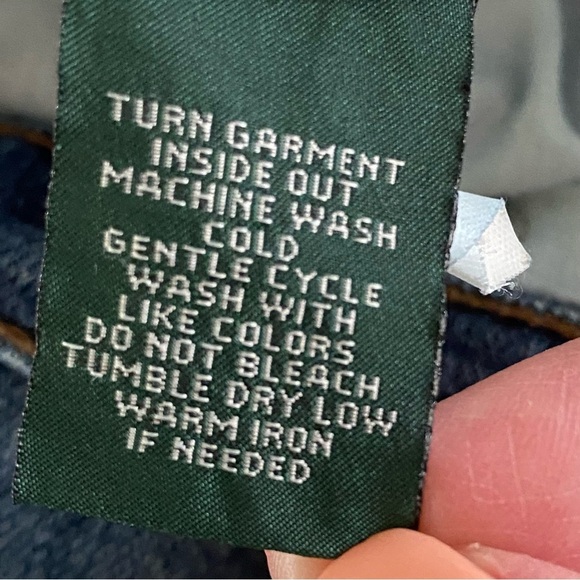 TURN GARMENT
INSIDE OUT
MACHINE WASH
COLD
GENTLE CYCLE
WASH WITH
LIKE COLORS
DO NOT BLEACH
TUMBLE DRY LOW
WARM IRON
IF NEEDED